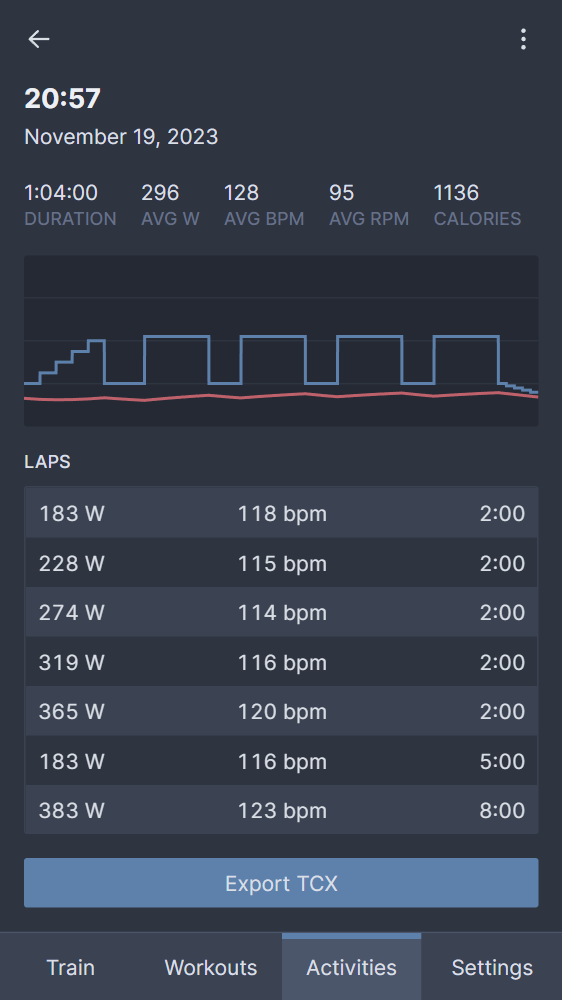 20:57
November 19, 2023
1:04:00 296 128 95 1136
DURATION AVG W AVG BPM AVG RPM CALORIES
LAPS
183 W 118 bpm 2:00
228 W 115 bpm 2:00
274 W 114 bpm 2:00
319 W 116 bpm 2:00
365 W 120 bpm 2:00
183 W 116 bpm 5:00
383 W 123 bpm 8:00
Export TCX
Train Workouts Activities Settings